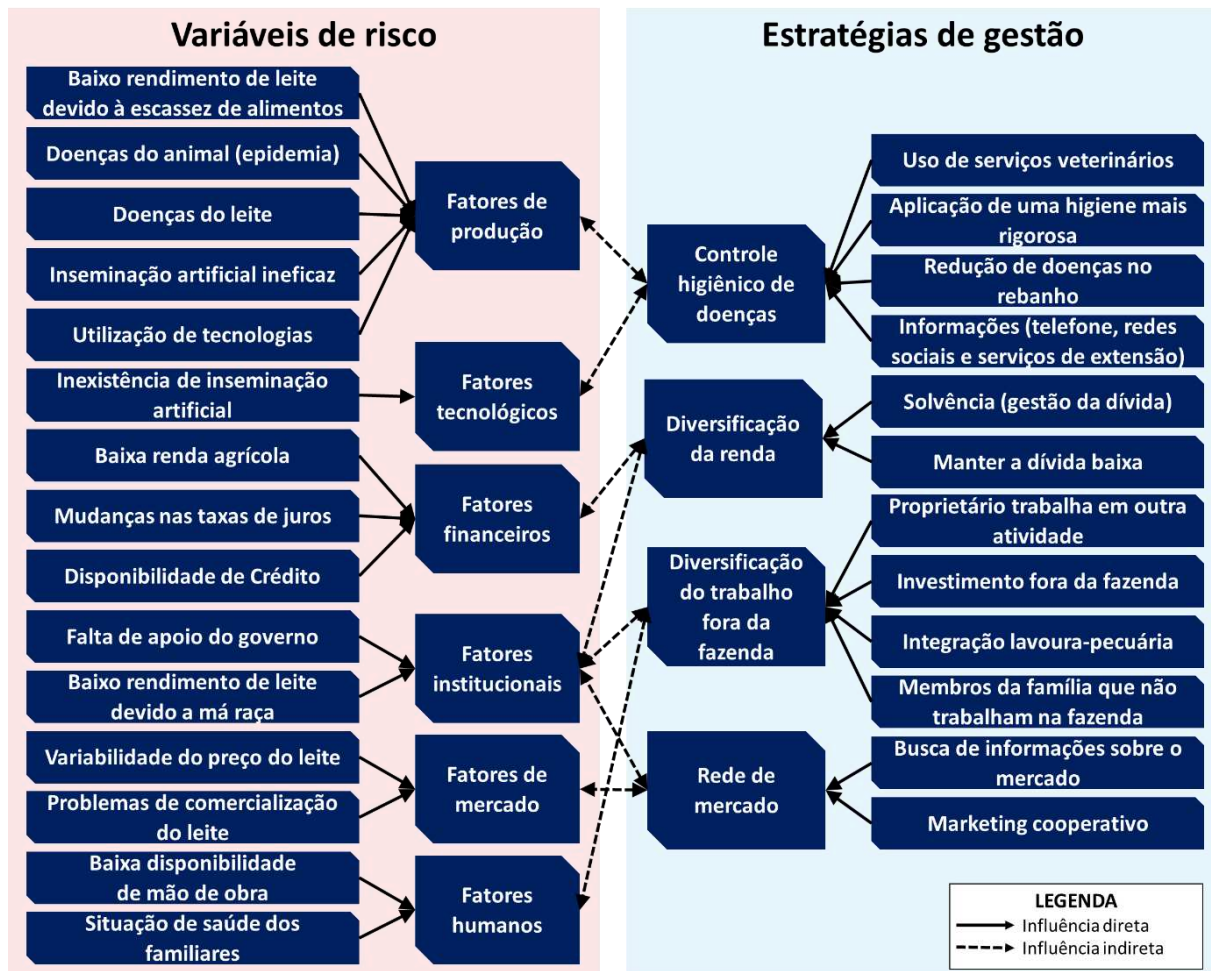 Variáveis de risco
Baixo rendimento de leite
devido à escassez de alimentos
Doenças do animal (epidemia)
Doenças do leite
Inseminação artificial ineficaz
Utilização de tecnologias
Inexistência de inseminação
artificial
Baixa renda agrícola
Mudanças nas taxas de juros
Disponibilidade de Crédito
Falta de apoio do governo
Baixo rendimento de leite
devido a má raça
Variabilidade do preço do leite
Problemas de comercialização
do leite
Baixa disponibilidade
de mão de obra
Situação de saúde dos
familiares
Fatores de
produção
Fatores
tecnológicos
Fatores
financeiros
Fatores
institucionais
Fatores de
mercado
Fatores
humanos
Estratégias de gestão
Controle
higiênico de
doenças
Diversificação
da renda
Diversificação
do trabalho
fora da
fazenda
Rede de
mercado
Uso de serviços veterinários
Aplicação de uma higiene mais
rigorosa
Redução de doenças no
rebanho
Informações (telefone, redes
sociais e serviços de extensão)
Solvência (gestão da dívida)
Manter a dívida baixa
Proprietário trabalha em outra
atividade
Investimento fora da fazenda
Integração lavoura-pecuária
Membros da família que não
trabalham na fazenda
Busca de informações sobre o
mercado
Marketing cooperativo
LEGENDA
Influência direta
Influência indireta